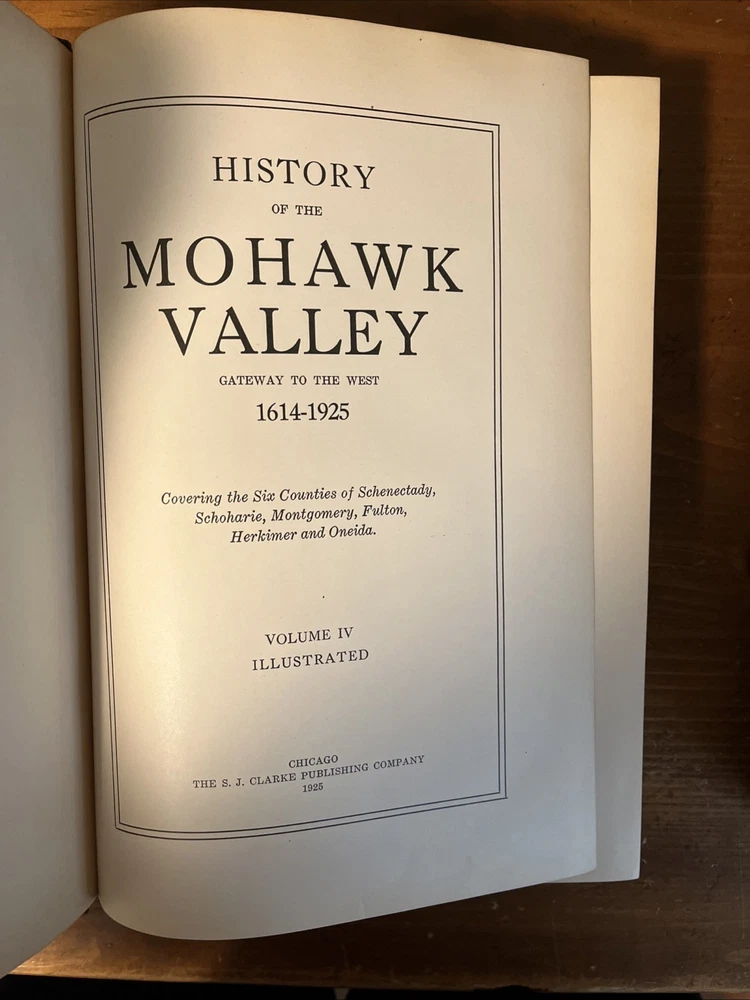 HISTORY
OF THE
MOHAWK
VALLEY
GATEWAY TO THE WEST
1614-1925
Covering the Six Counties of Schenectady,
Schoharie, Montgomery, Fulton,
Herkimer and Oneida.
VOLUME IV
ILLUSTRATED
CHICAGO
THE S. J. CLARKE PUBLISHING COMPANY
1925